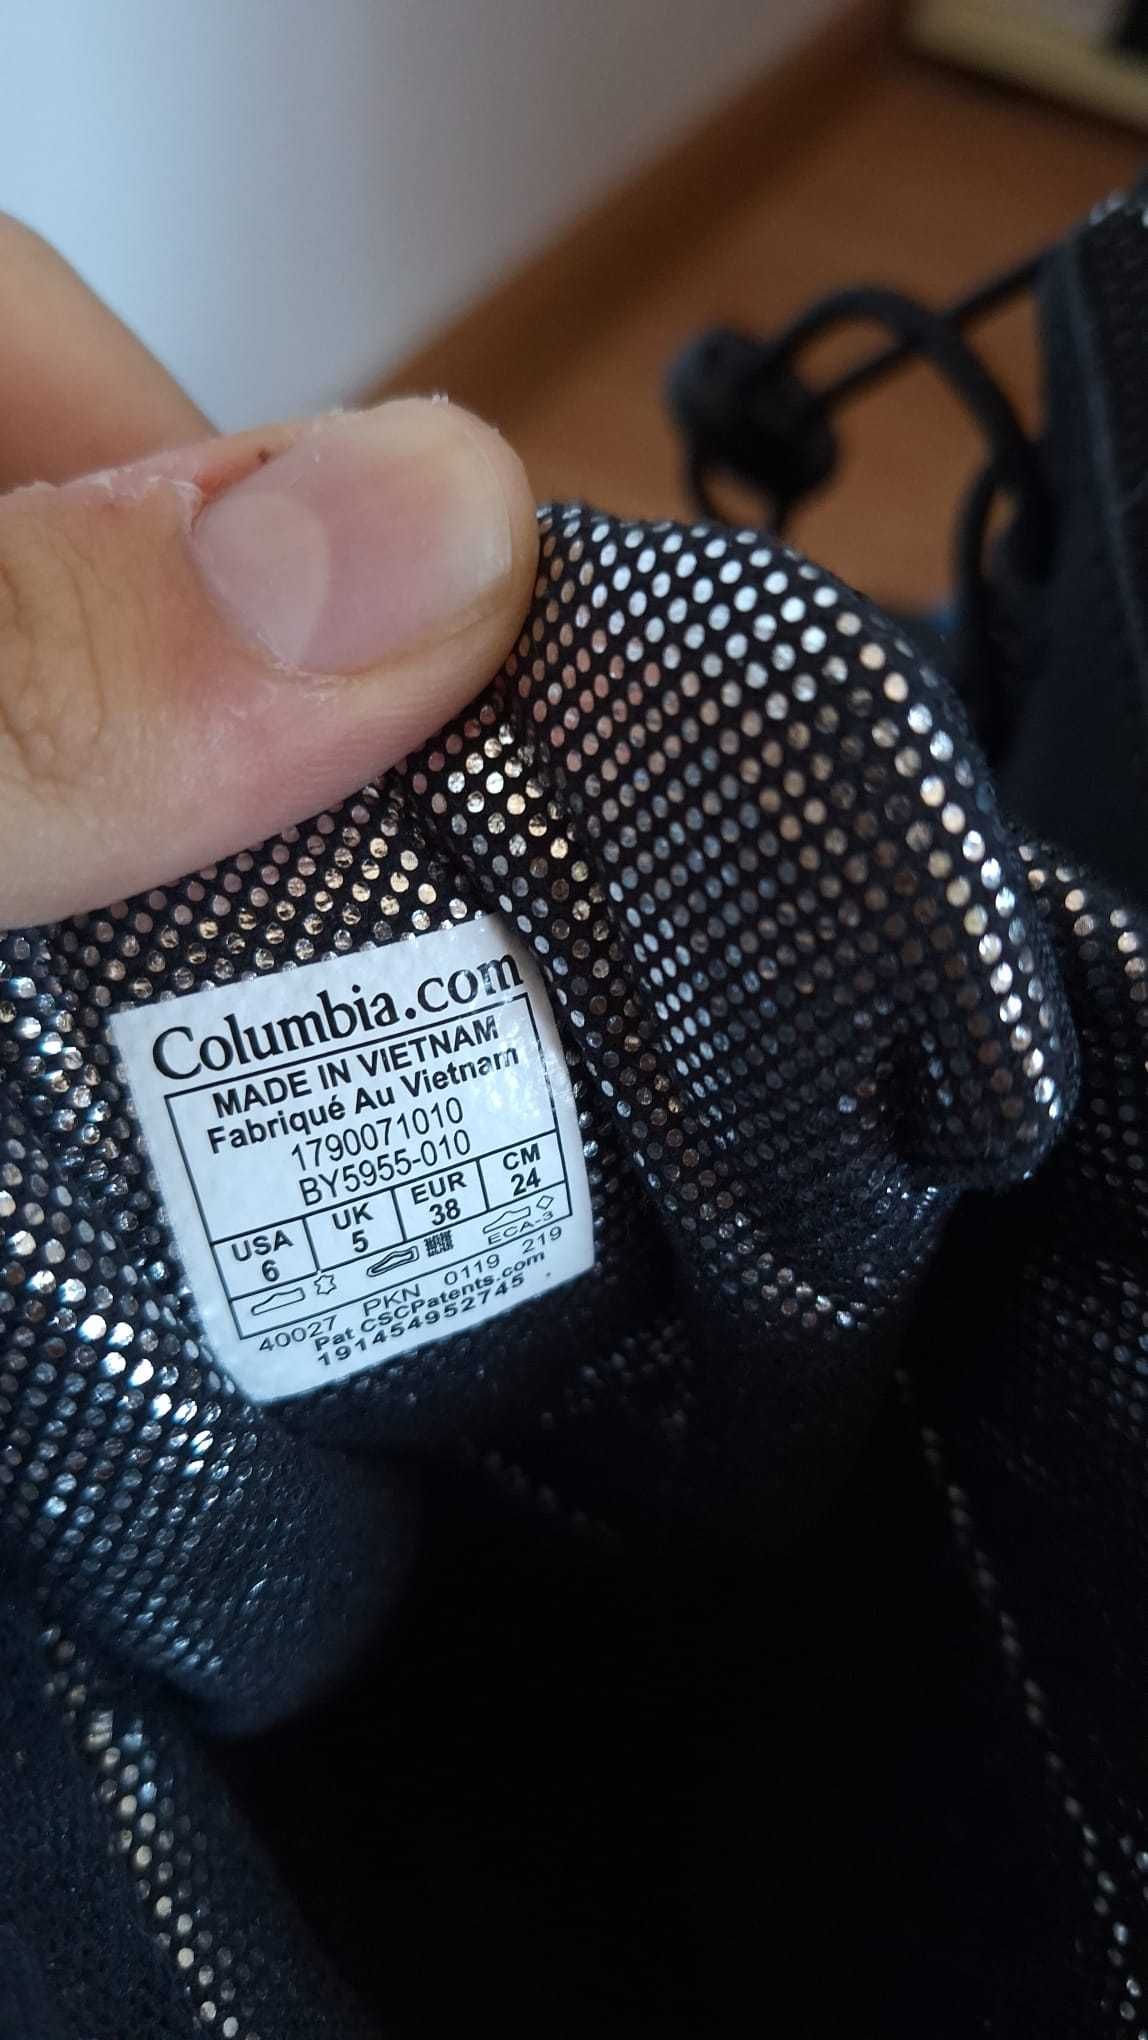 Columbia.com
MADE IN VIETNAM
Fabriqué Au Vietnam
1790071010
BY5955-010
USA UK EUR CM
6 5 38 24
ECA-3
40027 PKN 0119 219
Pat CSCPatents.com
191454952745